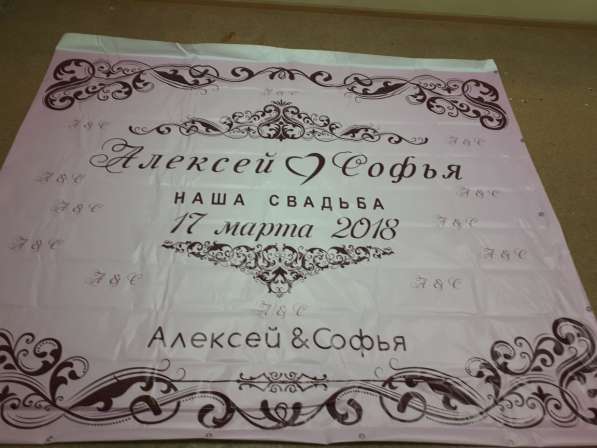 А & С
Алексей Софья
А & С А & С
НАША СВАДЬБА
А & С А & С
17 марта 2018
А & С А & С
А & С А & С
А & С А & С
А & С
Алексей & Софья